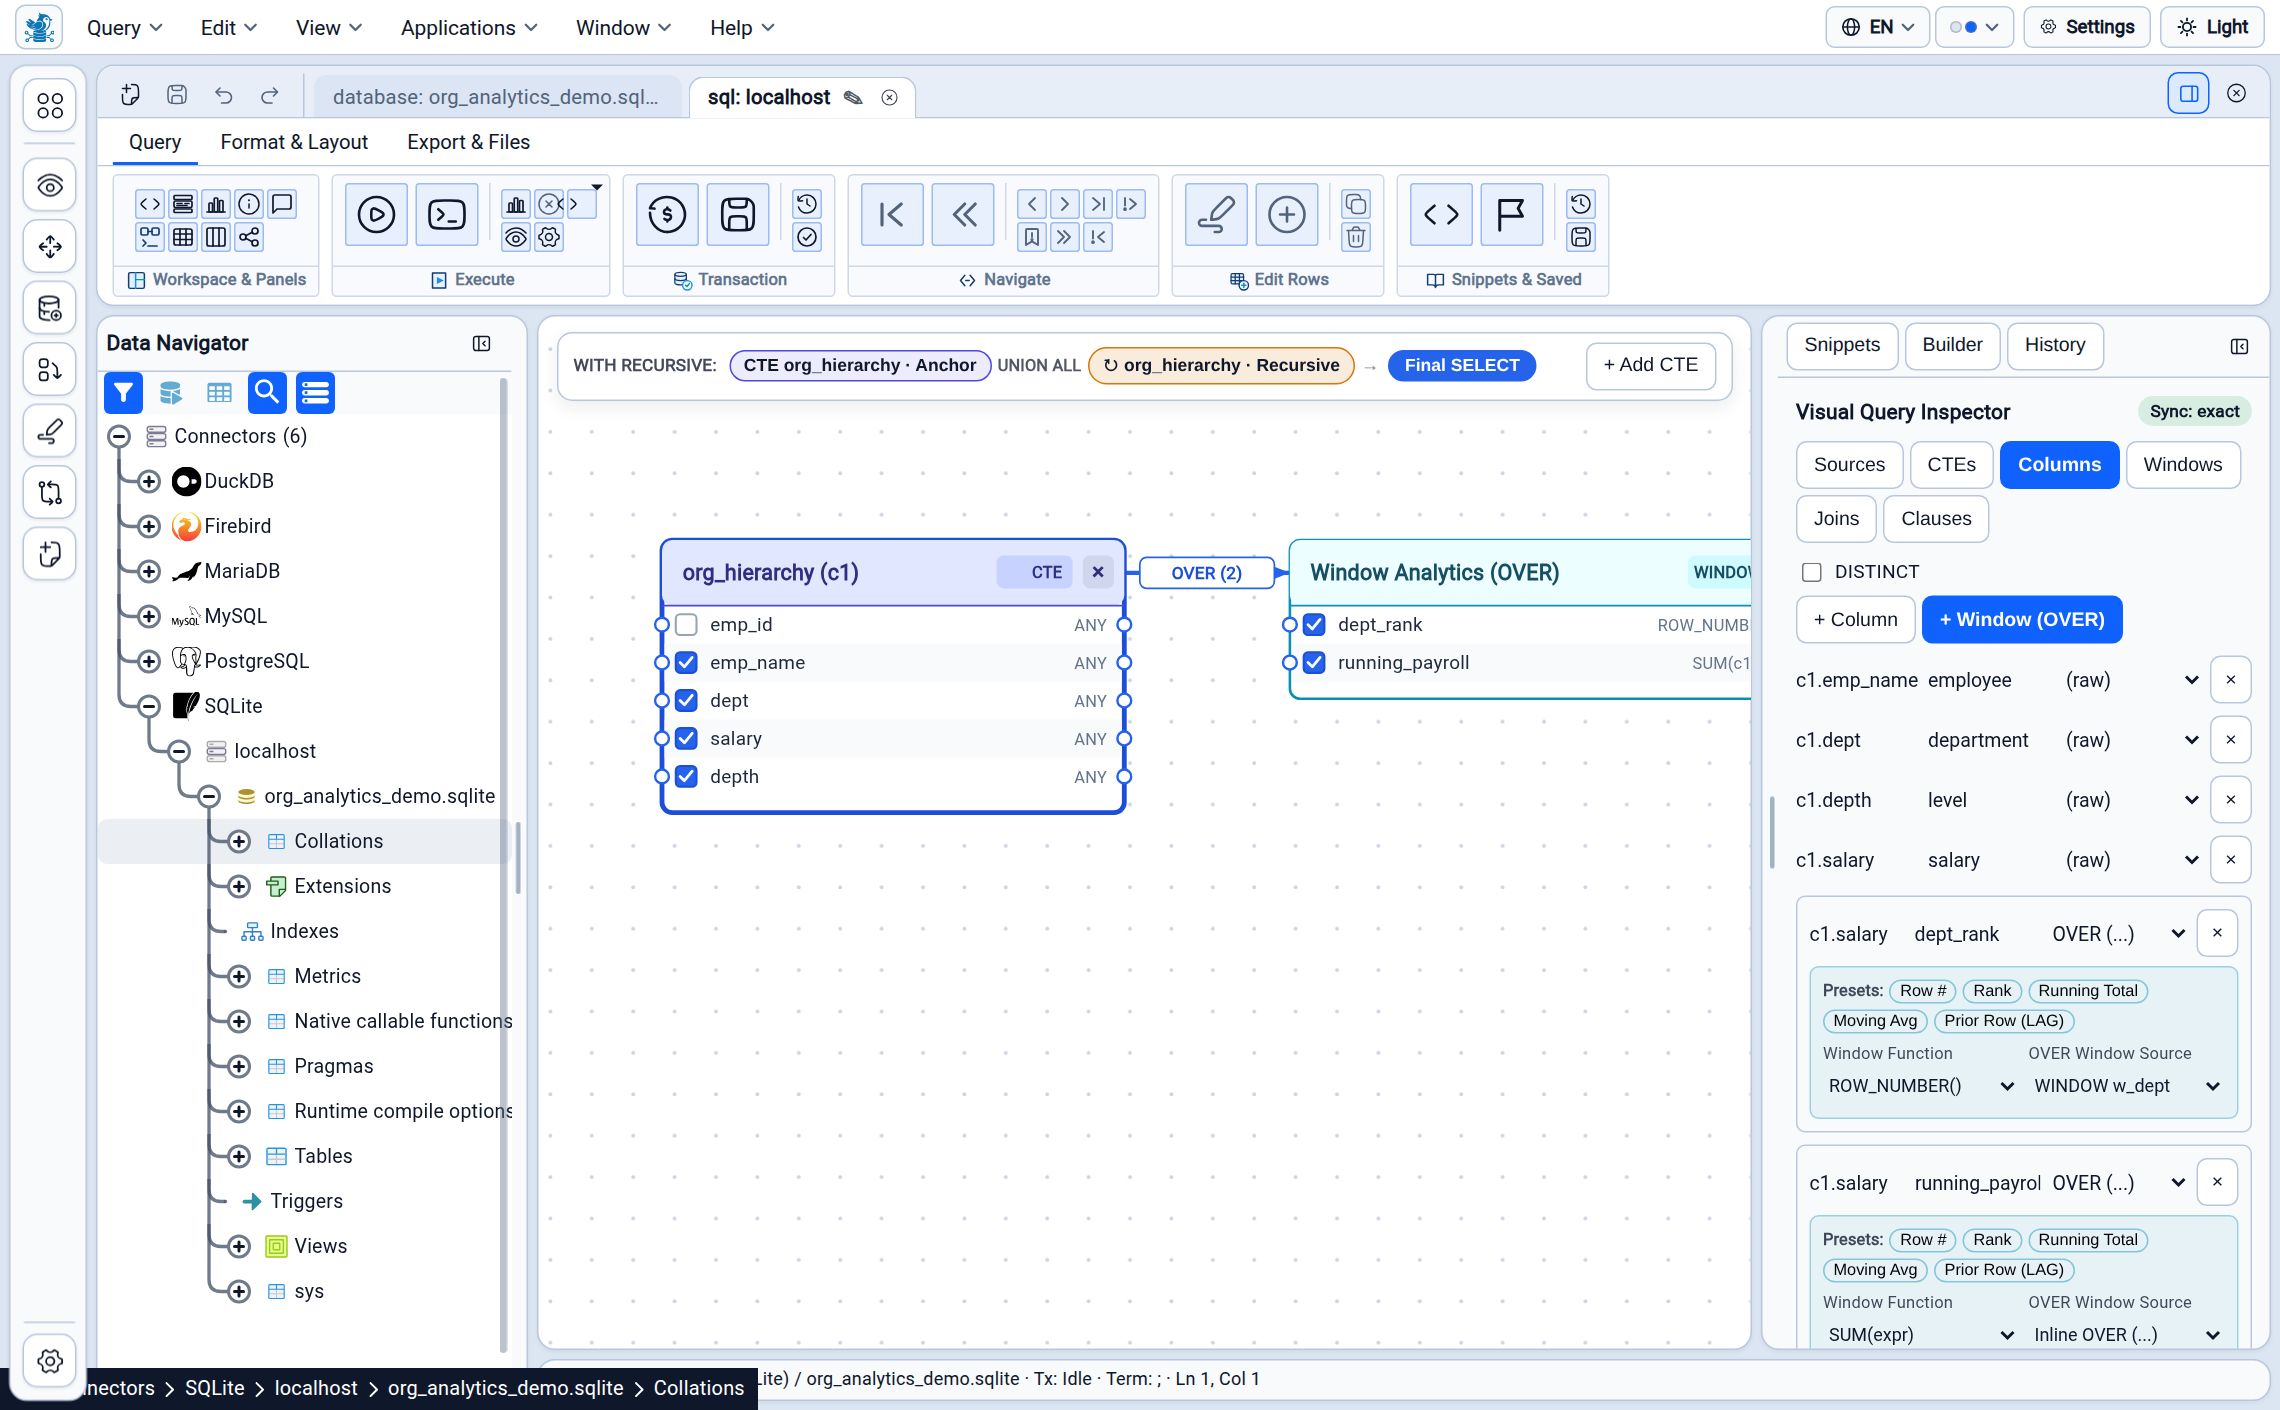 Query Edit View Applications Window Help EN Settings Light
database: org_analytics_demo.sql... sql: localhost
Query Format & Layout Export & Files
Workspace & Panels Execute Transaction Navigate Edit Rows Snippets & Saved
Data Navigator
Connectors (6)
DuckDB
Firebird
MariaDB
MySQL MySQL
PostgreSQL
SQLite
localhost
org_analytics_demo.sqlite
Collations
Extensions
Indexes
Metrics
Native callable functions
Pragmas
Runtime compile options
Tables
Triggers
Views
sys
WITH RECURSIVE: CTE org_hierarchy · Anchor UNION ALL ↻ org_hierarchy · Recursive → Final SELECT + Add CTE
org_hierarchy (c1) CTE ×
emp_id ANY
emp_name ANY
dept ANY
salary ANY
depth ANY
OVER (2)
Window Analytics (OVER) WINDOW
dept_rank ROW_NUMB
running_payroll SUM(c1
Snippets Builder History
Visual Query Inspector Sync: exact
Sources CTEs Columns Windows
Joins Clauses
DISTINCT
+ Column + Window (OVER)
c1.emp_name employee (raw) ×
c1.dept department (raw) ×
c1.depth level (raw) ×
c1.salary salary (raw) ×
c1.salary dept_rank OVER (...) ×
Presets: Row # Rank Running Total
Moving Avg Prior Row (LAG)
Window Function OVER Window Source
ROW_NUMBER() WINDOW w_dept
c1.salary running_payrol OVER (...) ×
Presets: Row # Rank Running Total
Moving Avg Prior Row (LAG)
Window Function OVER Window Source
SUM(expr) Inline OVER (...)
nnectors > SQLite > localhost > org_analytics_demo.sqlite > Collations
Lite) / org_analytics_demo.sqlite · Tx: Idle · Term: ; · Ln 1, Col 1